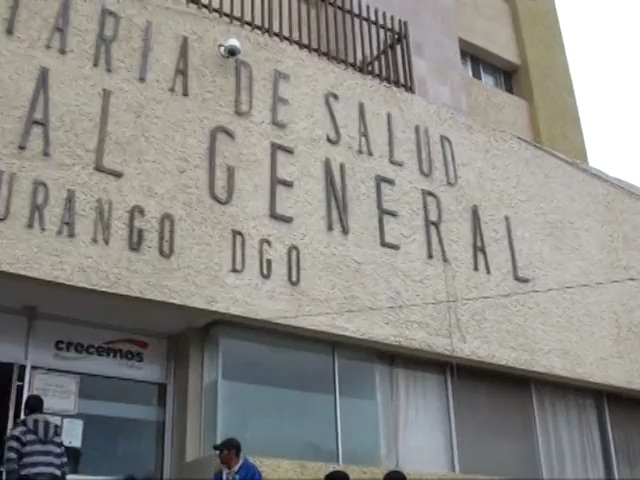 TARIA DE SALUD
AL GENERAL
URANGO DGO
crecemos